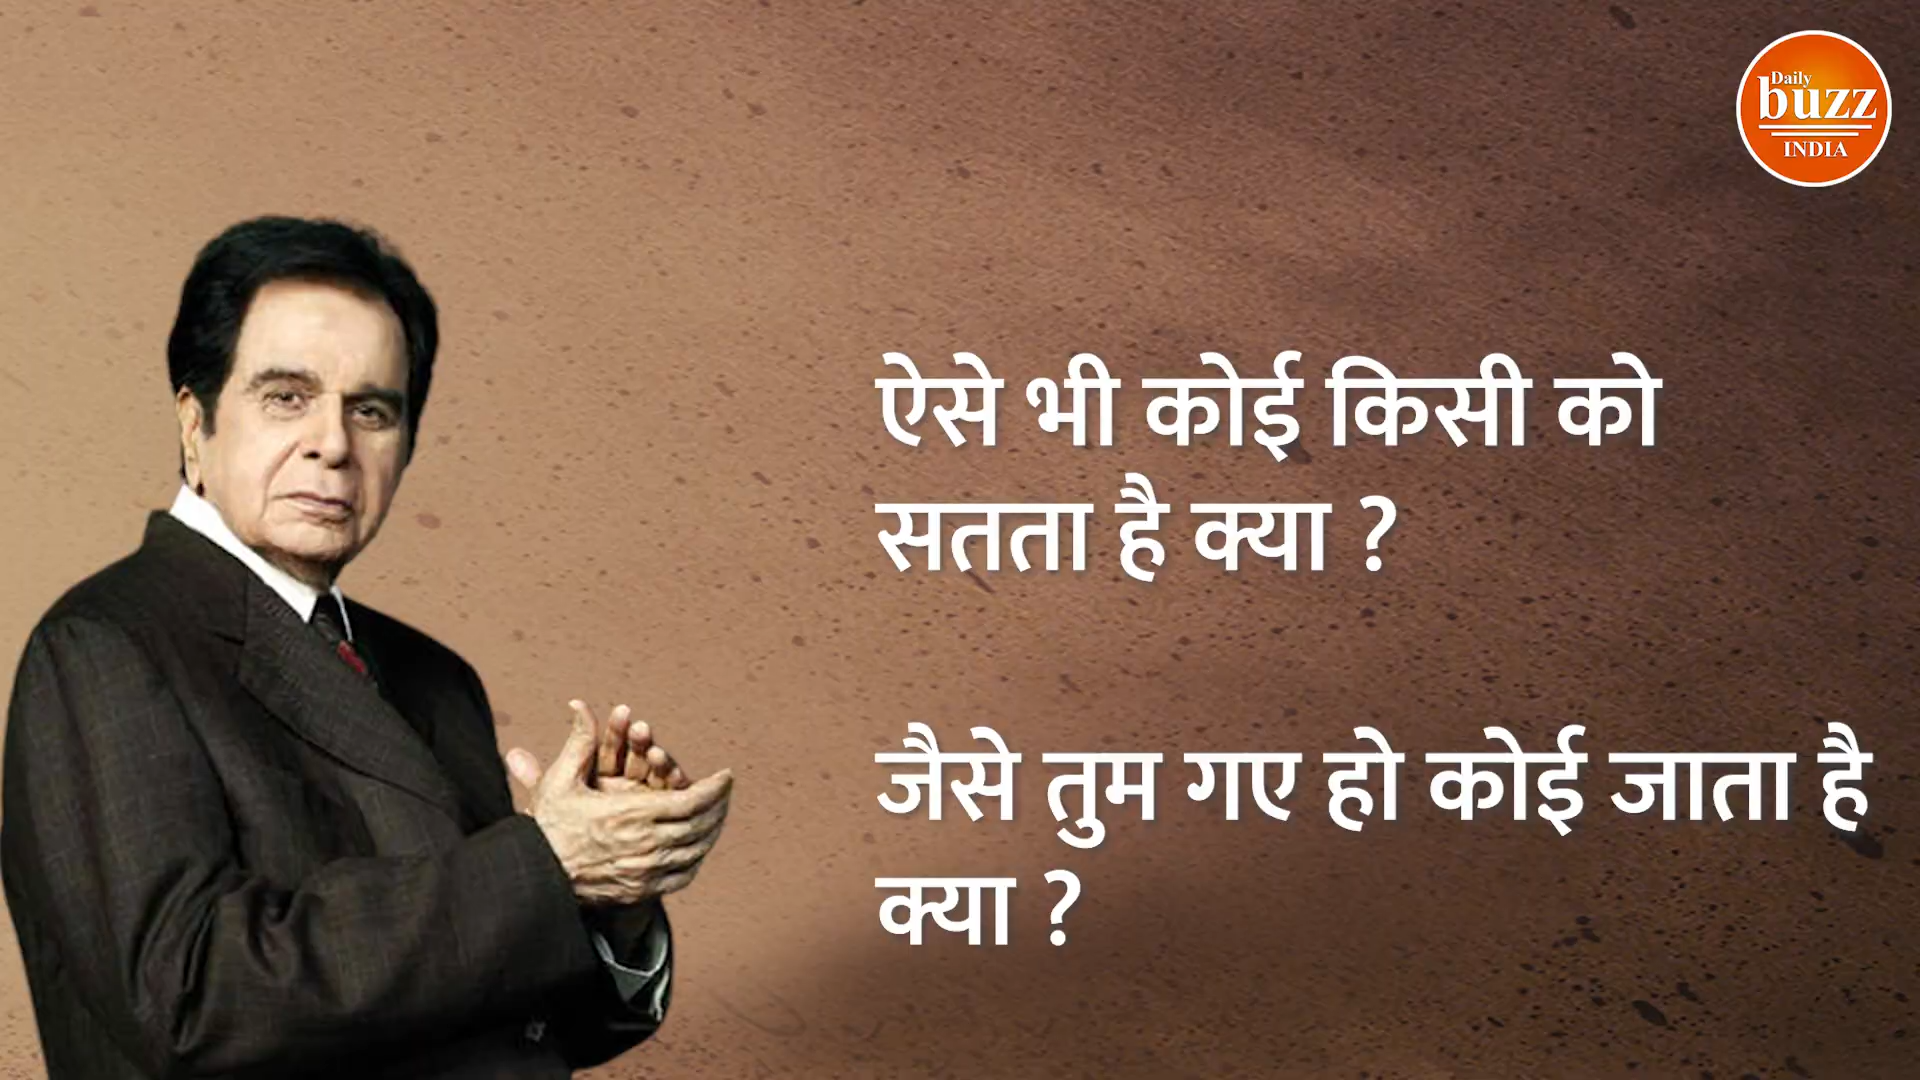 Daily
buzz
INDIA
ऐसे भी कोई किसी को
सतता है क्या ?
जैसे तुम गए हो कोई जाता है
क्या ?